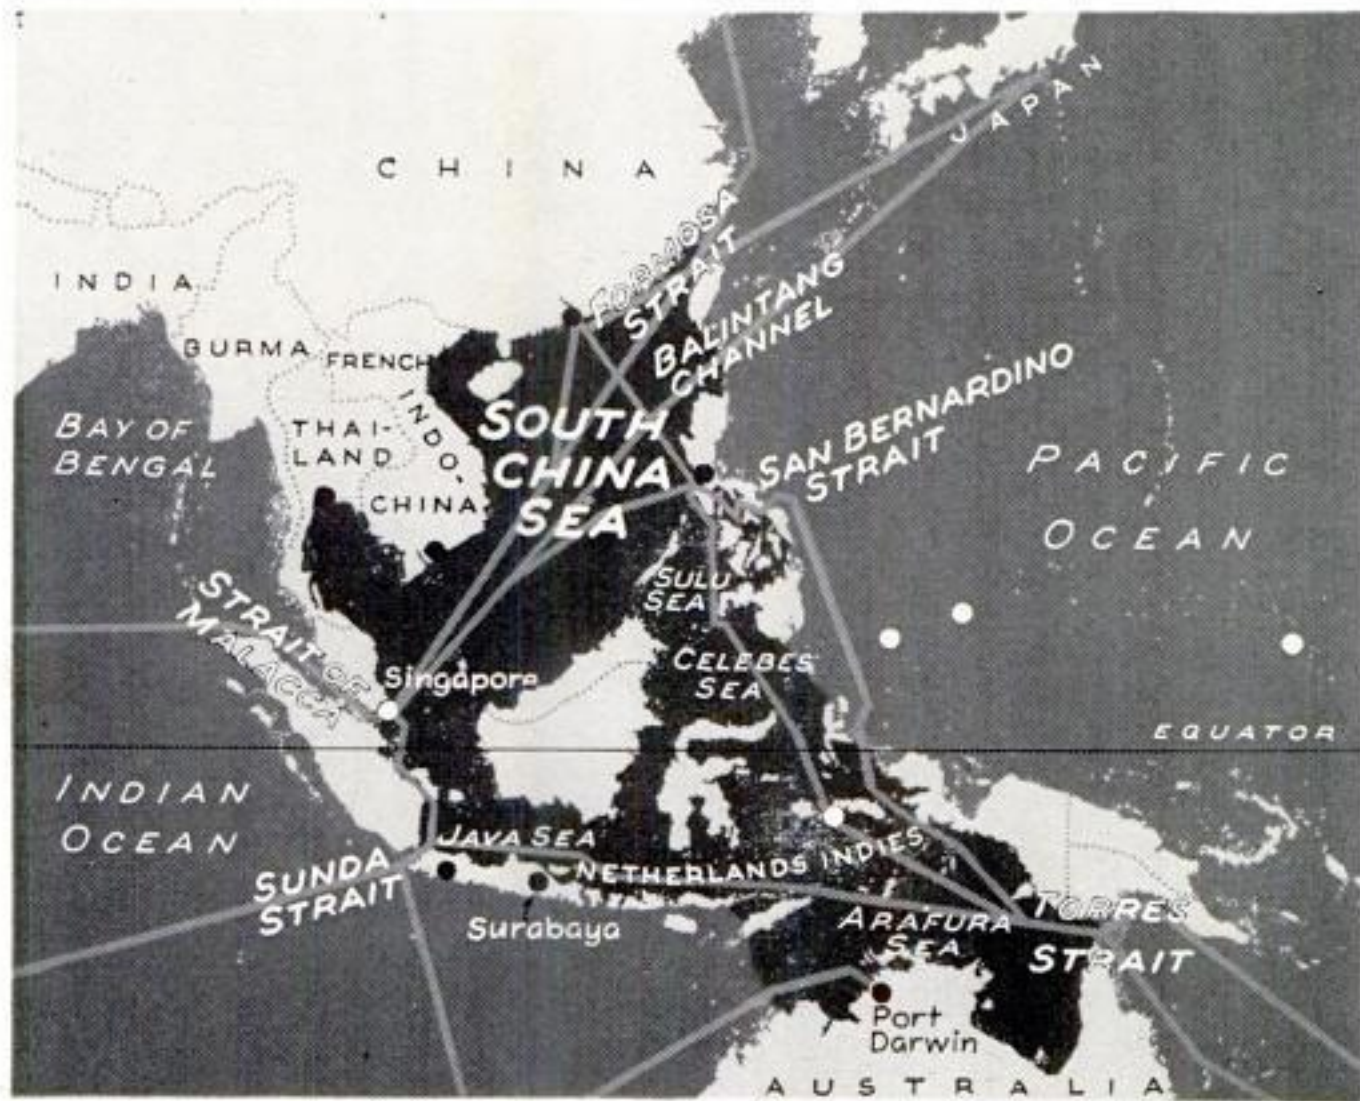 JAPAN
CHINA
FORMOSA
STRAIT
INDIA
BALINTANG
CHANNEL
BURMA
FRENCH
INDO-
CHINA
SAN BERNARDINO
STRAIT
BAY OF
BENGAL
THAI-
LAND
SOUTH
CHINA
SEA
PACIFIC
OCEAN
STRAIT OF
MALACCA
SULU
SEA
Singapore
CELEBES
SEA
EQUATOR
INDIAN
OCEAN
JAVA SEA
NETHERLANDS INDIES
SUNDA
STRAIT
Surabaya
ARAFURA
SEA
TORRES
STRAIT
Port
Darwin
AUSTRALIA